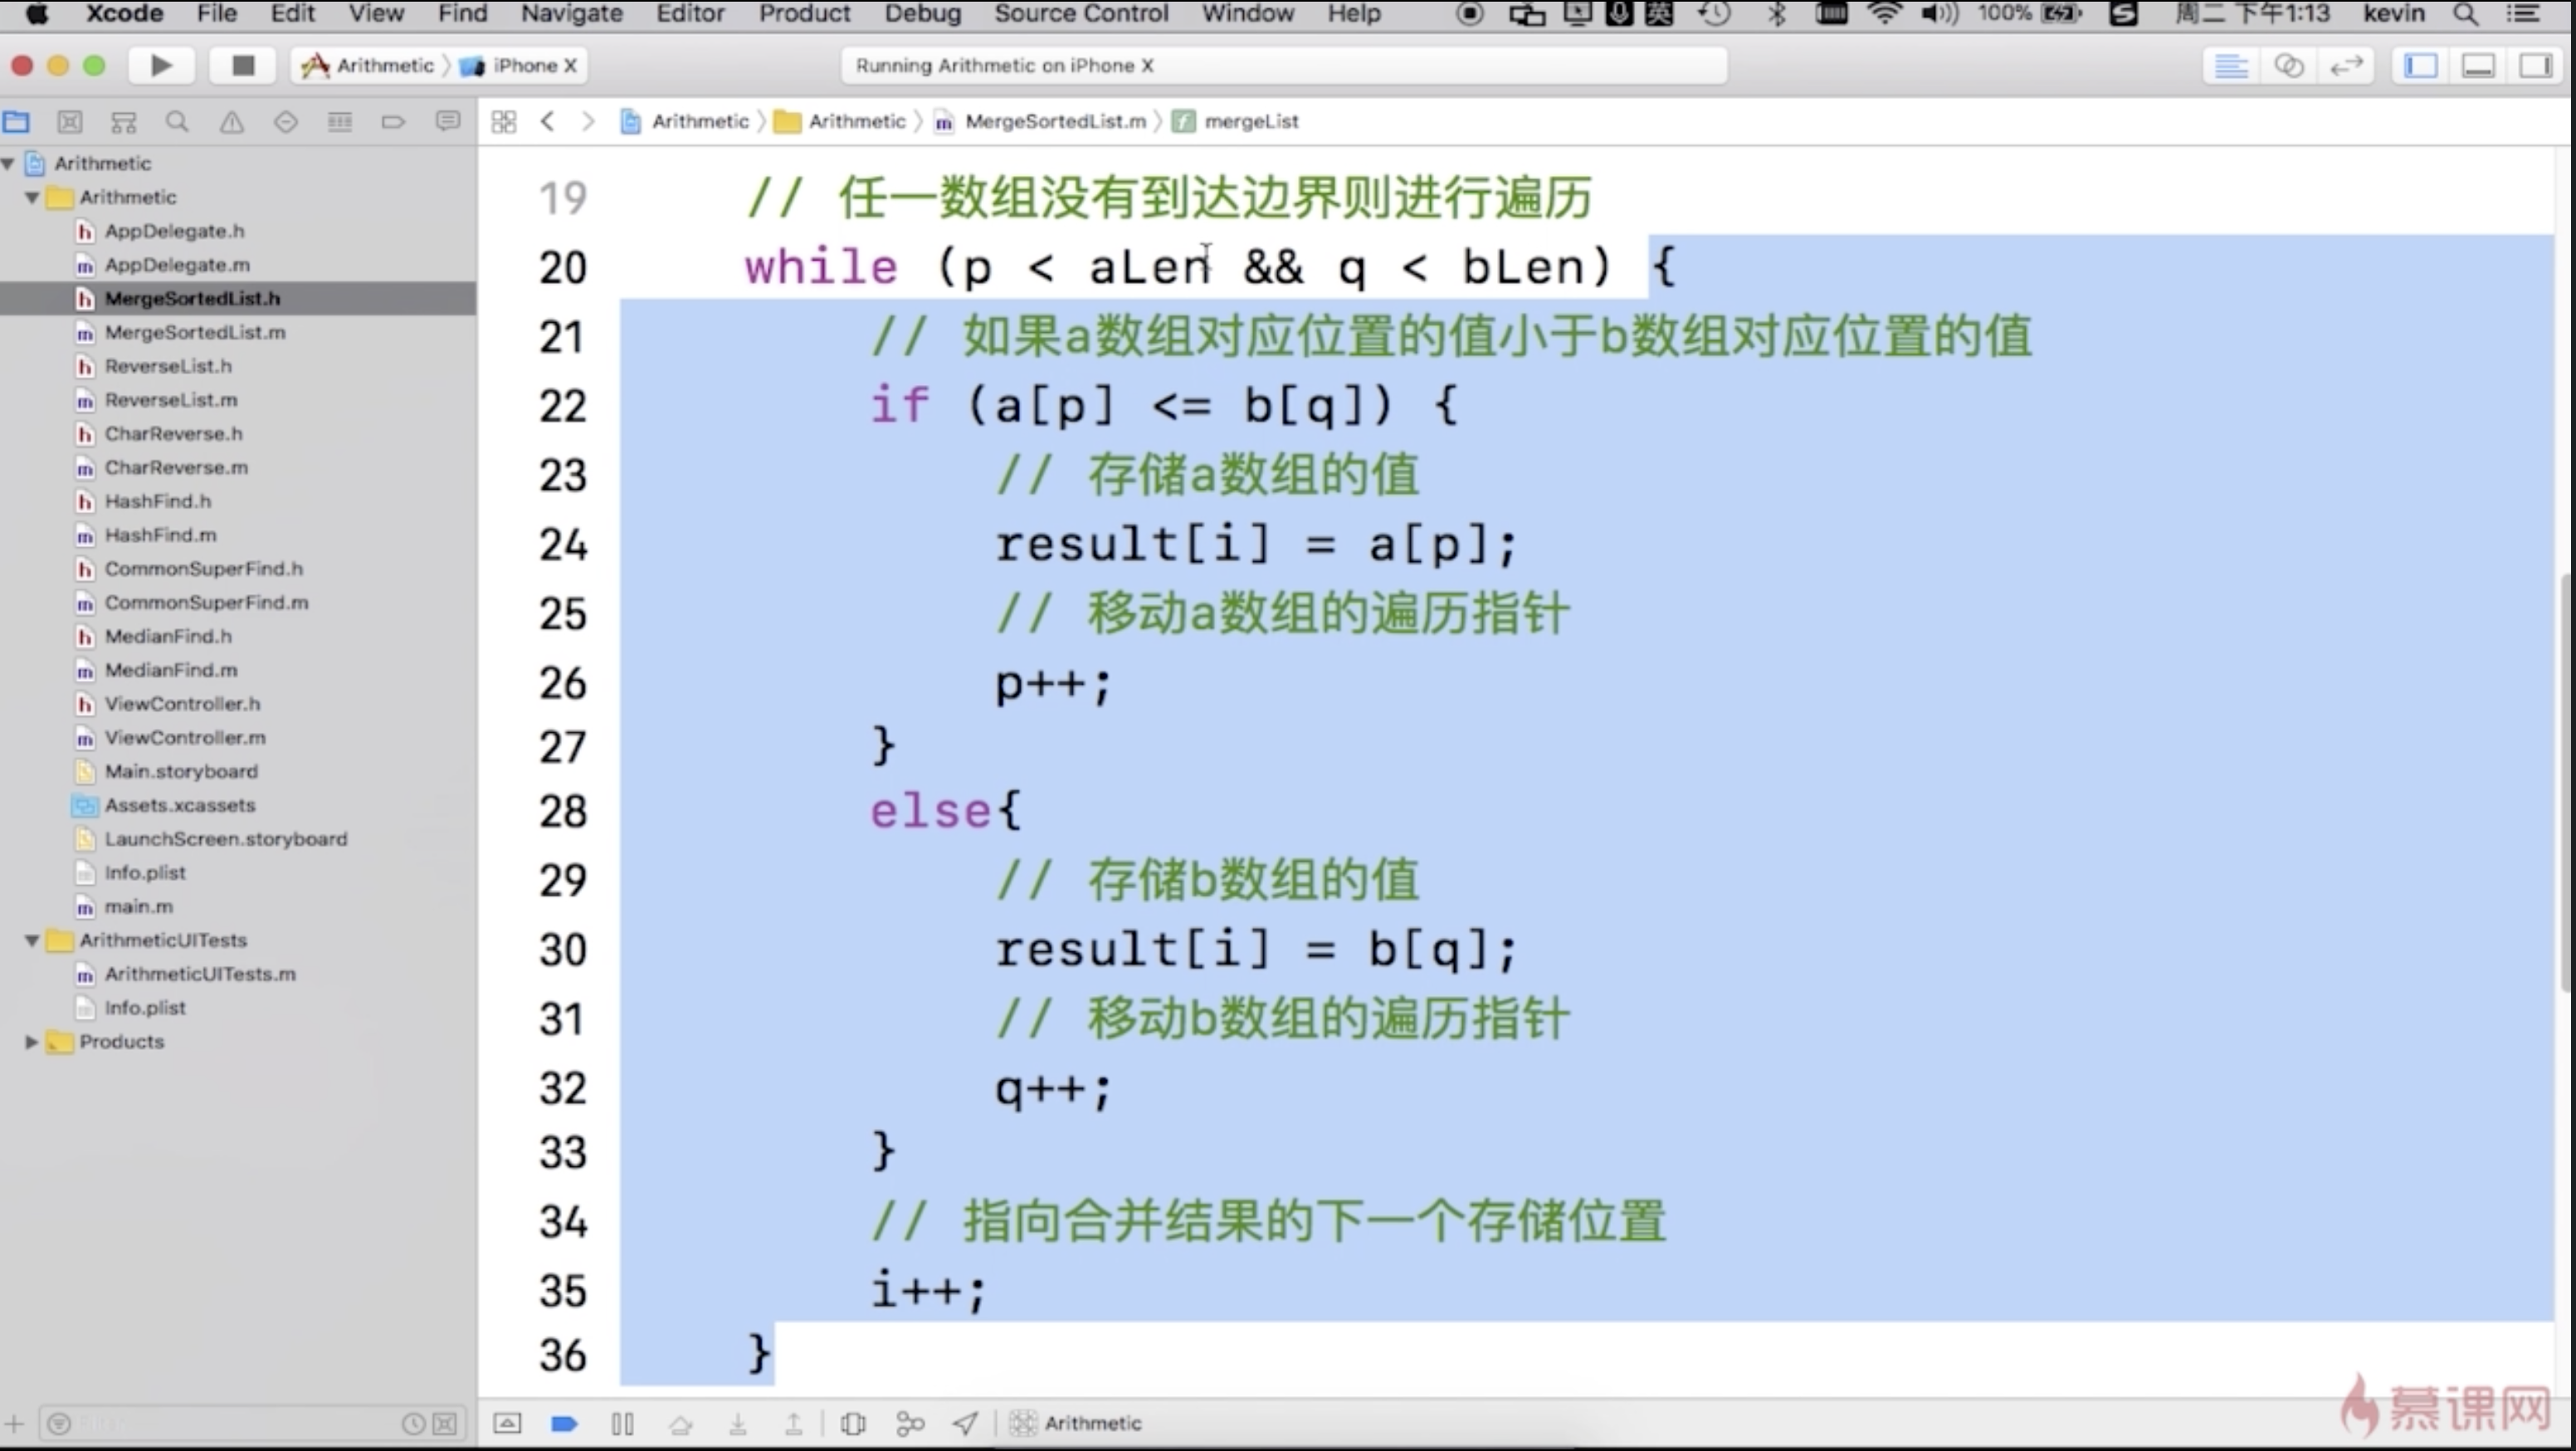 Xcode File Edit View Find Navigate Editor Product Debug Source Control Window Help 英 100% 周二 下午1:13 kevin
Arithmetic iPhone X Running Arithmetic on iPhone X
Arithmetic Arithmetic MergeSortedList.m mergeList
Arithmetic
Arithmetic
AppDelegate.h
AppDelegate.m
MergeSortedList.h
MergeSortedList.m
ReverseList.h
ReverseList.m
CharReverse.h
CharReverse.m
HashFind.h
HashFind.m
CommonSuperFind.h
CommonSuperFind.m
MedianFind.h
MedianFind.m
ViewController.h
ViewController.m
Main.storyboard
Assets.xcassets
LaunchScreen.storyboard
Info.plist
main.m
ArithmeticUITests
ArithmeticUITests.m
Info.plist
Products
19 // 任一数组没有到达边界则进行遍历
20 while (p < aLen && q < bLen) {
21 // 如果a数组对应位置的值小于b数组对应位置的值
22 if (a[p] <= b[q]) {
23 // 存储a数组的值
24 result[i] = a[p];
25 // 移动a数组的遍历指针
26 p++;
27 }
28 else{
29 // 存储b数组的值
30 result[i] = b[q];
31 // 移动b数组的遍历指针
32 q++;
33 }
34 // 指向合并结果的下一个存储位置
35 i++;
36 }
Arithmetic
慕课网